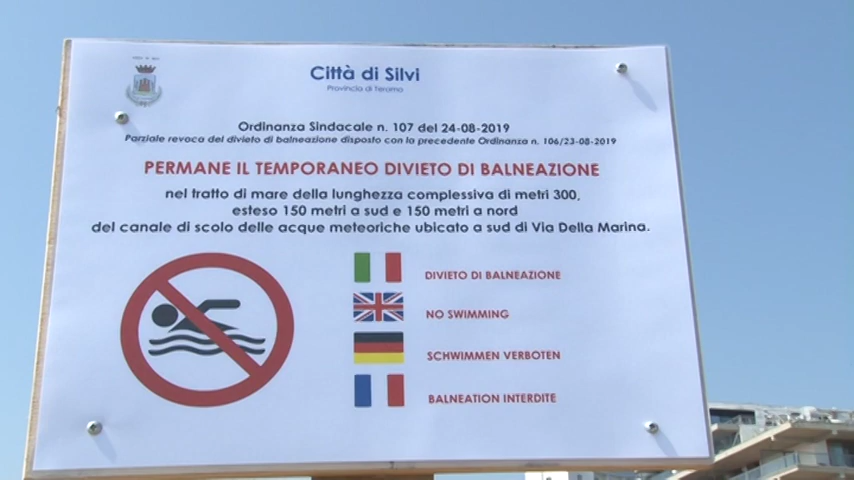 Città di Silvi
Provincia di Teramo
Ordinanza Sindacale n. 107 del 24-08-2019
Parziale revoca del divieto di balneazione disposto con la precedente Ordinanza n. 106/23-08-2019
PERMANE IL TEMPORANEO DIVIETO DI BALNEAZIONE
nel tratto di mare della lunghezza complessiva di metri 300,
esteso 150 metri a sud e 150 metri a nord
del canale di scolo delle acque meteoriche ubicato a sud di Via Della Marina.
DIVIETO DI BALNEAZIONE
NO SWIMMING
SCHWIMMEN VERBOTEN
BALNEATION INTERDITE